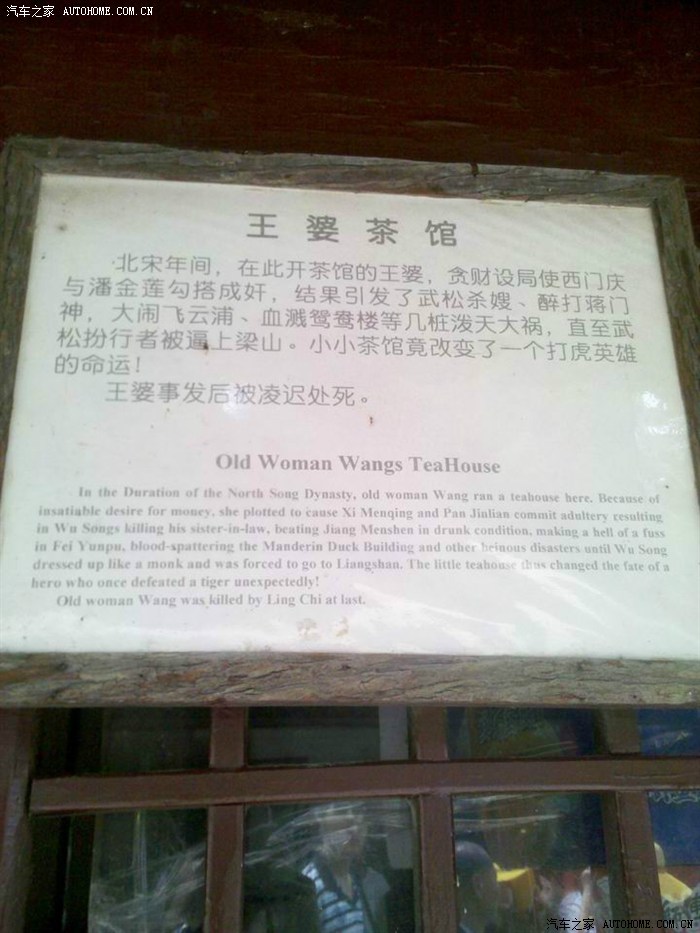 汽车之家 AUTOHOME.COM.CN
王婆茶馆
北宋年间，在此开茶馆的王婆，贪财设局使西门庆
与潘金莲勾搭成奸，结果引发了武松杀嫂、醉打蒋门
神，大闹飞云浦、血溅鸳鸯楼等几桩泼天大祸，直至武
松扮行者被逼上梁山。小小茶馆竟改变了一个打虎英雄
的命运！
王婆事发后被凌迟处死。
Old Woman Wangs TeaHouse
In the Duration of the North Song Dynasty, old woman Wang ran a teahouse here. Because of
insatiable desire for money, she plotted to cause Xi Menqing and Pan Jinlian commit adultery resulting
in Wu Songs killing his sister-in-law, beating Jiang Menshen in drunk condition, making a hell of a fuss
in Fei Yunpu, blood-spattering the Manderin Duck Building and other heinous disasters until Wu Song
dressed up like a monk and was forced to go to Liangshan. The little teahouse thus changed the fate of a
hero who once defeated a tiger unexpectedly!
Old woman Wang was killed by Ling Chi at last.
汽车之家 AUTOHOME.COM.CN